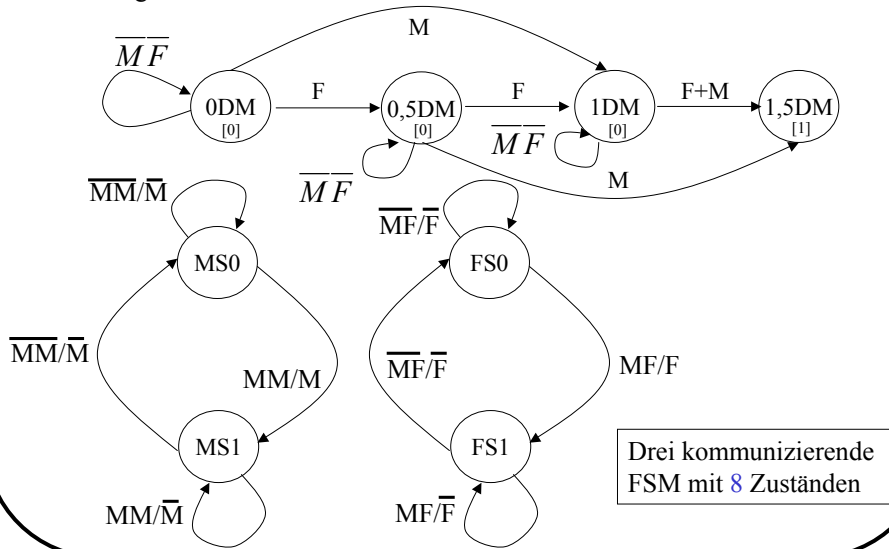 M
M̅ F̅
F
F
F+M
0DM
[0]
0,5DM
[0]
1DM
[0]
1,5DM
[1]
M̅ F̅
M̅ F̅
M
M̅M̅/M̅
M̅F̅/F̅
MS0
FS0
M̅M̅/M̅
MM/M
M̅F̅/F̅
MF/F
MS1
FS1
MM/M̅
MF/F̅
Drei kommunizierende
FSM mit 8 Zuständen